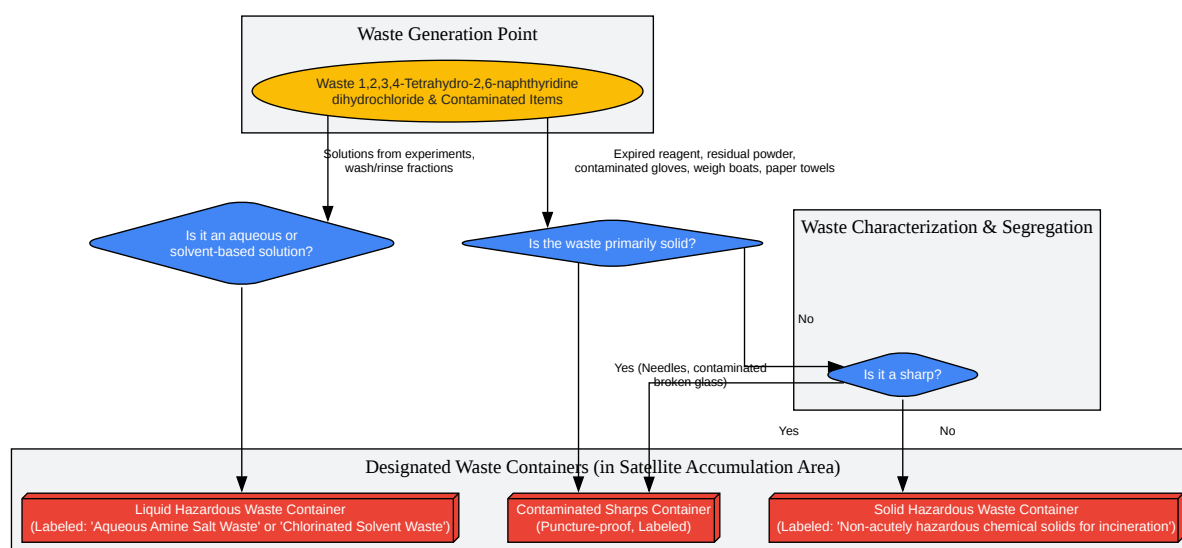 Waste Generation Point
Waste 1,2,3,4-Tetrahydro-2,6-naphthyridine
dihydrochloride & Contaminated Items
Solutions from experiments,
wash/rinse fractions
Expired reagent, residual powder,
contaminated gloves, weigh boats, paper towels
Is it an aqueous or
solvent-based solution?
Is the waste primarily solid?
Waste Characterization & Segregation
No
Yes (Needles, contaminated
broken glass)
Is it a sharp?
Yes
No
Designated Waste Containers (in Satellite Accumulation Area)
Liquid Hazardous Waste Container
(Labeled: 'Aqueous Amine Salt Waste' or 'Chlorinated Solvent Waste')
Contaminated Sharps Container
(Puncture-proof, Labeled)
Solid Hazardous Waste Container
(Labeled: 'Non-acutely hazardous chemical solids for incineration')